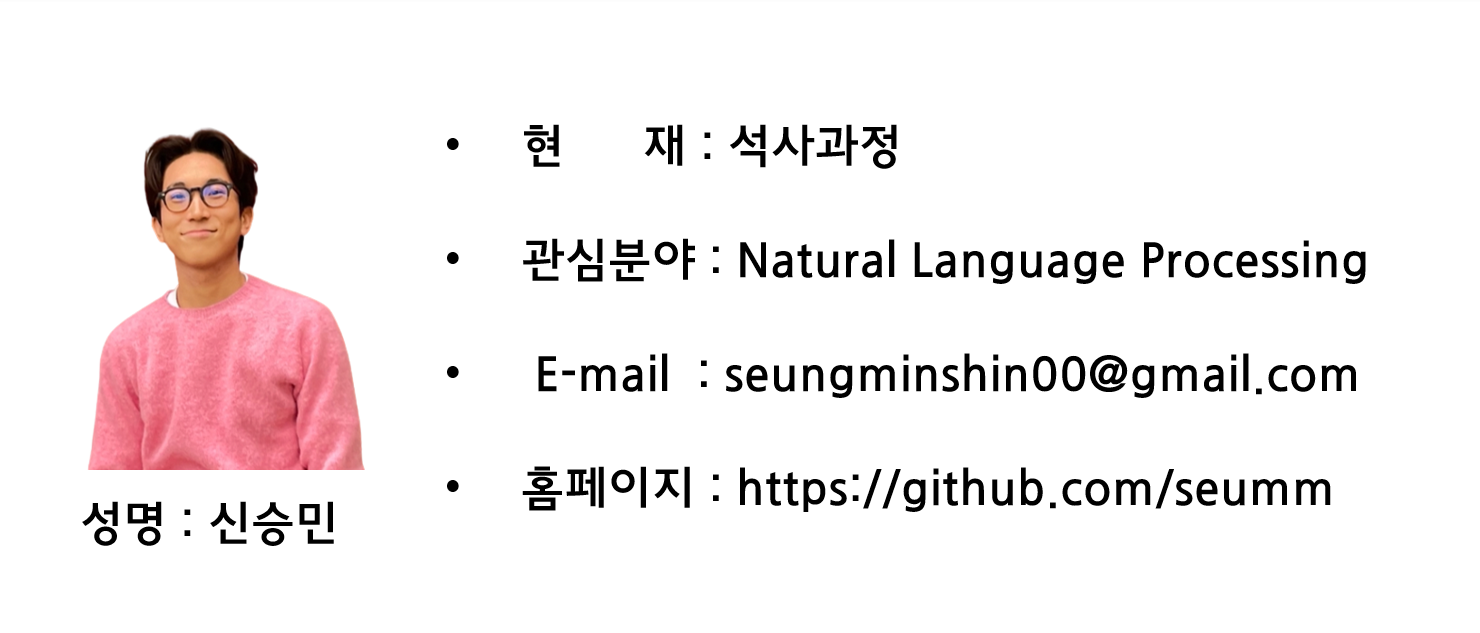 • 현 재 : 석사과정
• 관심분야 : Natural Language Processing
• E-mail : seungminshin00@gmail.com
• 홈페이지 : https://github.com/seumm
성명 : 신승민